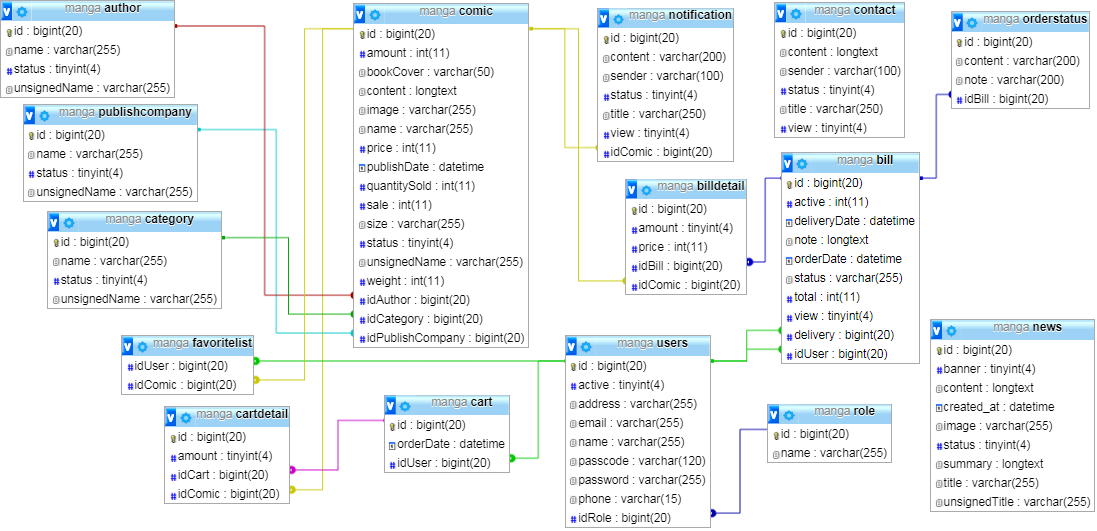 manga author
id : bigint(20)
name : varchar(255)
status : tinyint(4)
unsignedName : varchar(255)
manga publishcompany
id : bigint(20)
name : varchar(255)
status : tinyint(4)
unsignedName : varchar(255)
manga category
id : bigint(20)
name : varchar(255)
status : tinyint(4)
unsignedName : varchar(255)
manga favoritelist
idUser : bigint(20)
idComic : bigint(20)
manga cartdetail
id : bigint(20)
amount : tinyint(4)
idCart : bigint(20)
idComic : bigint(20)
manga comic
id : bigint(20)
amount : int(11)
bookCover : varchar(50)
content : longtext
image : varchar(255)
name : varchar(255)
price : int(11)
publishDate : datetime
quantitySold : int(11)
sale : int(11)
size : varchar(255)
status : tinyint(4)
unsignedName : varchar(255)
weight : int(11)
idAuthor : bigint(20)
idCategory : bigint(20)
idPublishCompany : bigint(20)
manga cart
id : bigint(20)
orderDate : datetime
idUser : bigint(20)
manga notification
id : bigint(20)
content : varchar(200)
sender : varchar(100)
status : tinyint(4)
title : varchar(250)
view : tinyint(4)
idComic : bigint(20)
manga billdetail
id : bigint(20)
amount : tinyint(4)
price : int(11)
idBill : bigint(20)
idComic : bigint(20)
manga users
id : bigint(20)
active : tinyint(4)
address : varchar(255)
email : varchar(255)
name : varchar(255)
passcode : varchar(120)
password : varchar(255)
phone : varchar(15)
idRole : bigint(20)
manga contact
id : bigint(20)
content : longtext
sender : varchar(100)
status : tinyint(4)
title : varchar(250)
view : tinyint(4)
manga bill
id : bigint(20)
active : int(11)
deliveryDate : datetime
note : longtext
orderDate : datetime
status : varchar(255)
total : int(11)
view : tinyint(4)
delivery : bigint(20)
idUser : bigint(20)
manga role
id : bigint(20)
name : varchar(255)
manga orderstatus
id : bigint(20)
content : varchar(200)
note : varchar(200)
idBill : bigint(20)
manga news
id : bigint(20)
banner : tinyint(4)
content : longtext
created_at : datetime
image : varchar(255)
status : tinyint(4)
summary : longtext
title : varchar(255)
unsignedTitle : varchar(255)